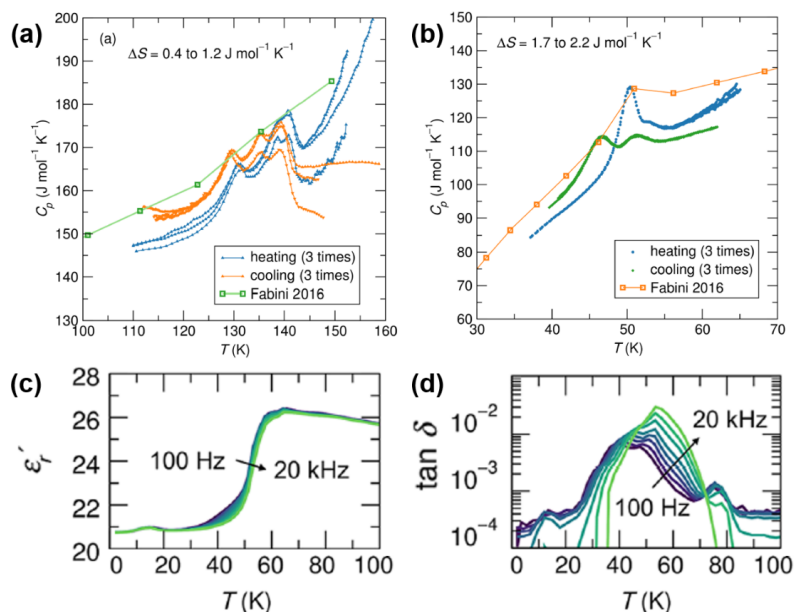 (a)
(a)
ΔS = 0.4 to 1.2 J mol⁻¹ K⁻¹
200
190
180
170
160
150
140
130
Cp (J mol⁻¹ K⁻¹)
heating (3 times)
cooling (3 times)
Fabini 2016
100 110 120 130 140 150 160
T (K)
(b)
ΔS = 1.7 to 2.2 J mol⁻¹ K⁻¹
150
140
130
120
110
100
90
80
70
60
Cp (J mol⁻¹ K⁻¹)
heating (3 times)
cooling (3 times)
Fabini 2016
30 40 50 60 70
T (K)
(c)
28
26
24
22
20
εr′
100 Hz 20 kHz
0 20 40 60 80 100
T (K)
(d)
10⁻²
10⁻³
10⁻⁴
tan δ
20 kHz
100 Hz
0 20 40 60 80 100
T (K)